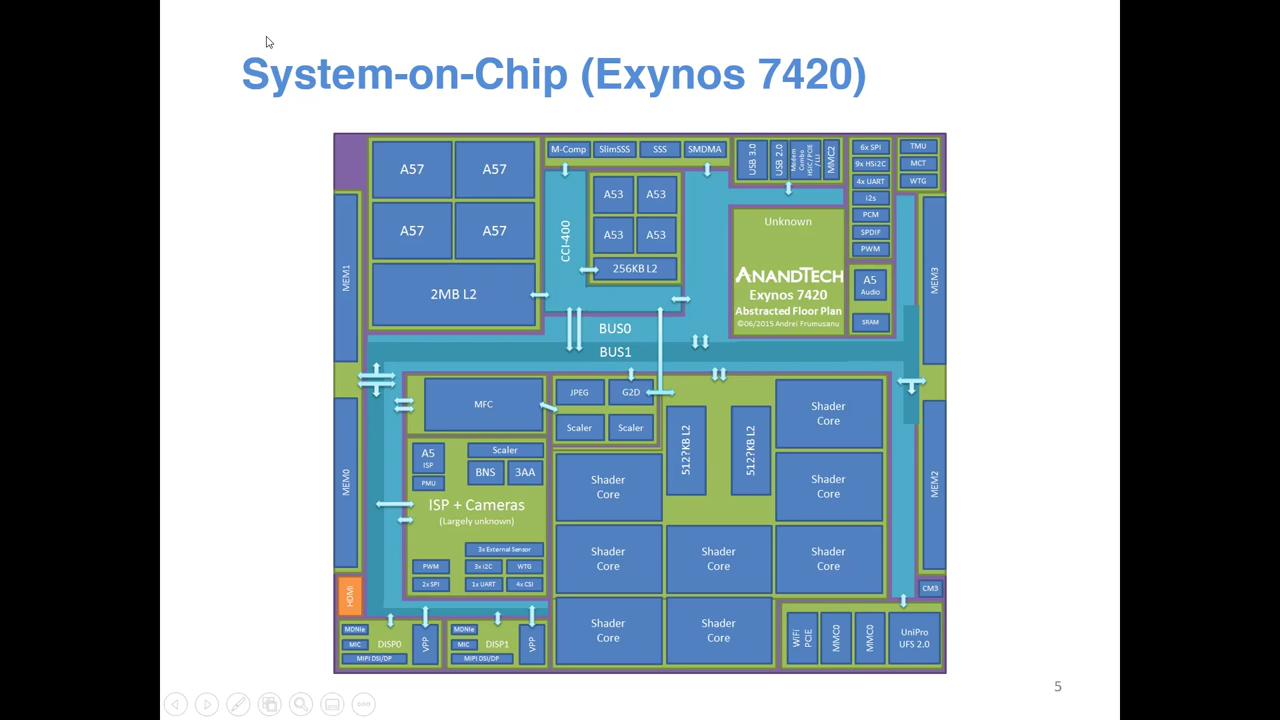 System-on-Chip (Exynos 7420)
A57
A57
A57
A57
2MB L2
M-Comp
SlimSSS
SSS
SMDMA
CCI-400
A53
A53
A53
A53
256KB L2
USB 3.0
USB 2.0
Modem
Combo
HSIC/ PCIE
/ LLI
MMC2
6x SPI
9x HSi2C
4x UART
i2s
PCM
SPDIF
PWM
TMU
MCT
WTG
Unknown
ANANDTECH
Exynos 7420
Abstracted Floor Plan
©06/2015 Andrei Frumusanu
A5
Audio
SRAM
MEM1
MEM3
BUS0
BUS1
MFC
JPEG
G2D
Scaler
Scaler
512?KB L2
512?KB L2
Shader
Core
A5
ISP
PMU
Scaler
BNS
3AA
ISP + Cameras
(Largely unknown)
Shader
Core
Shader
Core
MEM0
MEM2
3x External Sensor
PWM
3x I2C
WTG
2x SPI
1x UART
4x CSI
Shader
Core
Shader
Core
Shader
Core
HDMI
CM3
MDNIe
MIC
DISP0
MIPI DSI/DP
VPP
MDNIe
MIC
DISP1
MIPI DSI/DP
VPP
Shader
Core
Shader
Core
WiFi
PCIE
MMC0
MMC0
UniPro
UFS 2.0
5